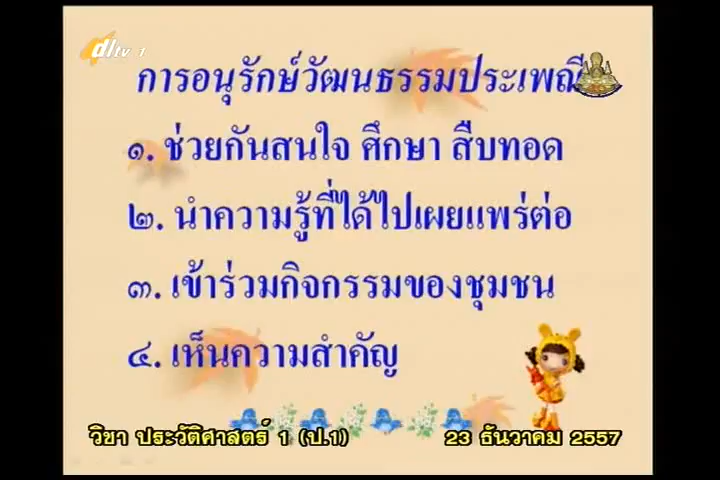 dltv 1
การอนุรักษ์วัฒนธรรมประเพณี
๑. ช่วยกันสนใจ ศึกษา สืบทอด
๒. นำความรู้ที่ได้ไปเผยแพร่ต่อ
๓. เข้าร่วมกิจกรรมของชุมชน
๔. เห็นความสำคัญ
วิชา ประวัติศาสตร์ 1 (ป.1) 23 ธันวาคม 2557